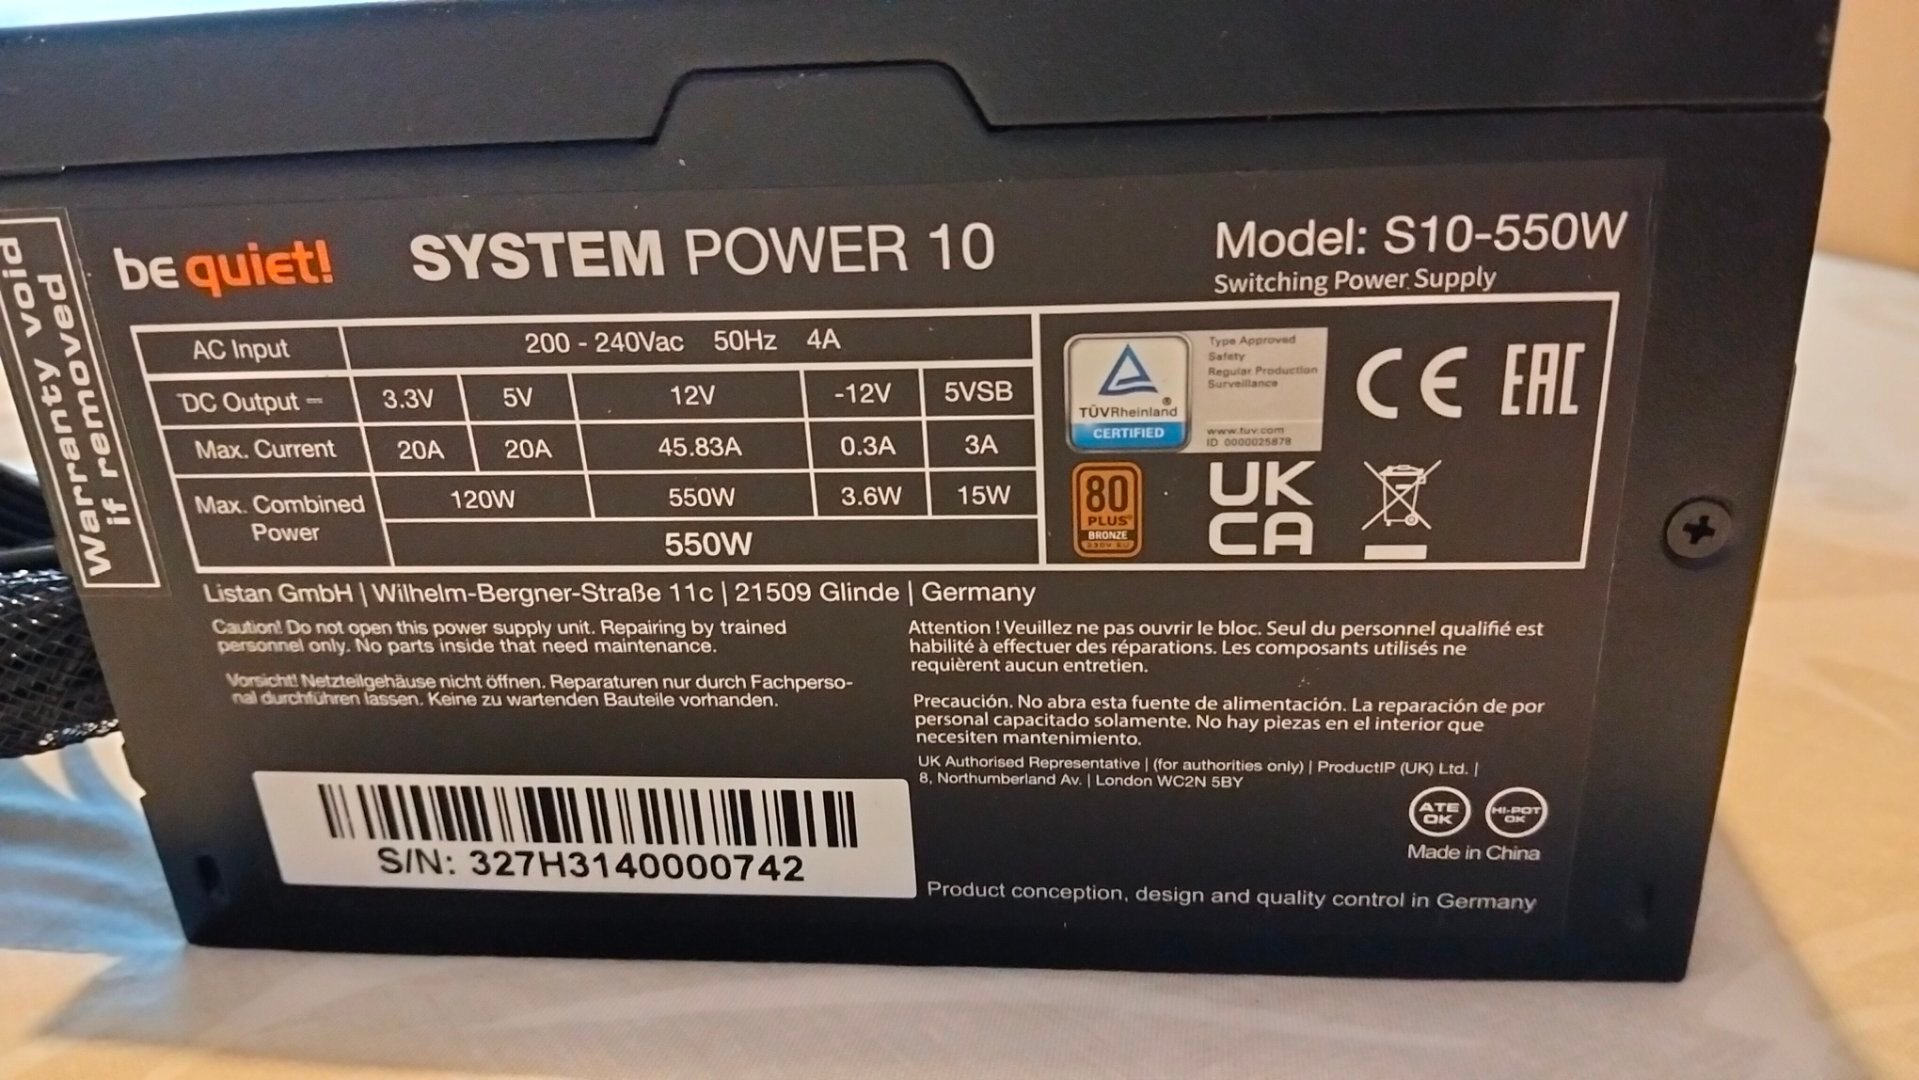 Warranty void
if removed
be quiet!
SYSTEM POWER 10
Model: S10-550W
Switching Power Supply
AC Input 200 - 240Vac 50Hz 4A
DC Output ⎓ 3.3V 5V 12V -12V 5VSB
Max. Current 20A 20A 45.83A 0.3A 3A
Max. Combined Power 120W 550W 3.6W 15W
550W
TÜVRheinland ®
CERTIFIED
Type Approved
Safety
Regular Production
Surveillance
www.tuv.com
ID 0000025878
CE
EAC
80
PLUS®
BRONZE
230V EU
UK
CA
Listan GmbH | Wilhelm-Bergner-Straße 11c | 21509 Glinde | Germany
Caution! Do not open this power supply unit. Repairing by trained
personnel only. No parts inside that need maintenance.
Vorsicht! Netzteilgehäuse nicht öffnen. Reparaturen nur durch Fachperso-
nal durchführen lassen. Keine zu wartenden Bauteile vorhanden.
Attention ! Veuillez ne pas ouvrir le bloc. Seul du personnel qualifié est
habilité à effectuer des réparations. Les composants utilisés ne
requièrent aucun entretien.
Precaución. No abra esta fuente de alimentación. La reparación de por
personal capacitado solamente. No hay piezas en el interior que
necesiten mantenimiento.
UK Authorised Representative | (for authorities only) | ProductIP (UK) Ltd. |
8, Northumberland Av. | London WC2N 5BY
ATE
OK
HI-POT
OK
Made in China
S/N: 327H3140000742
Product conception, design and quality control in Germany